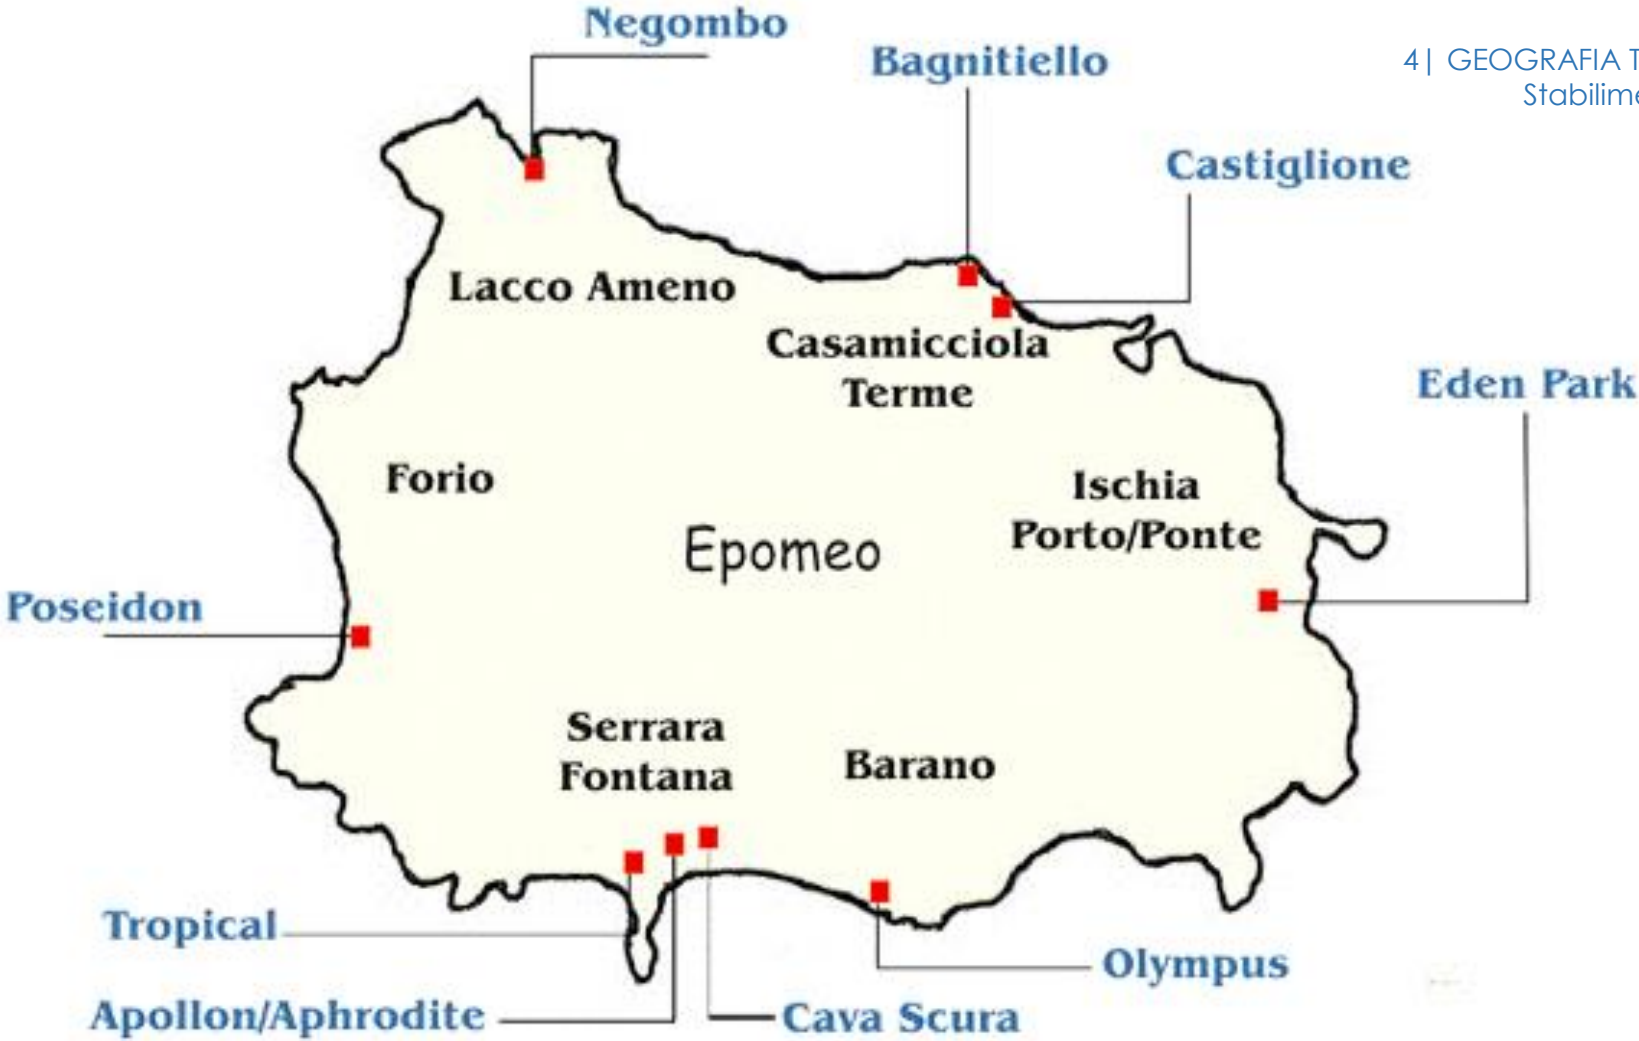 Negombo
Bagnitiello
4| GEOGRAFIA T
Stabilime
Castiglione
Lacco Ameno
Casamicciola
Terme
Eden Park
Forio
Ischia
Porto/Ponte
Epomeo
Poseidon
Serrara
Fontana
Barano
Tropical
Olympus
Apollon/Aphrodite
Cava Scura